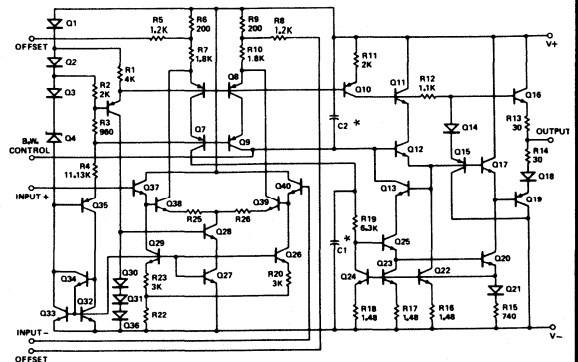 Q1
R5
1.2K
R6
200
R9
200
R8
1.2K
OFFSET
V+
Q2
R1
4K
R7
1.8K
R10
1.8K
R11
2K
Q3
R2
2K
Q8
Q10
Q11
R12
1.1K
Q16
R3
960
C2 *
Q14
R13
30
OUTPUT
Q4
Q7
Q9
Q12
Q15
Q17
R14
30
B.W.
CONTROL
R4
11.13K
Q18
Q13
Q19
INPUT+
Q37
Q40
Q35
Q38
Q39
R25
R26
R19
6.3K
C1 *
Q28
Q25
Q29
Q26
Q20
Q34
Q30
Q27
Q24
Q23
Q22
R23
3K
R20
3K
Q31
Q21
Q33
Q32
Q36
R22
R18
1.48
R17
1.48
R16
1.48
R15
740
INPUT-
V-
OFFSET